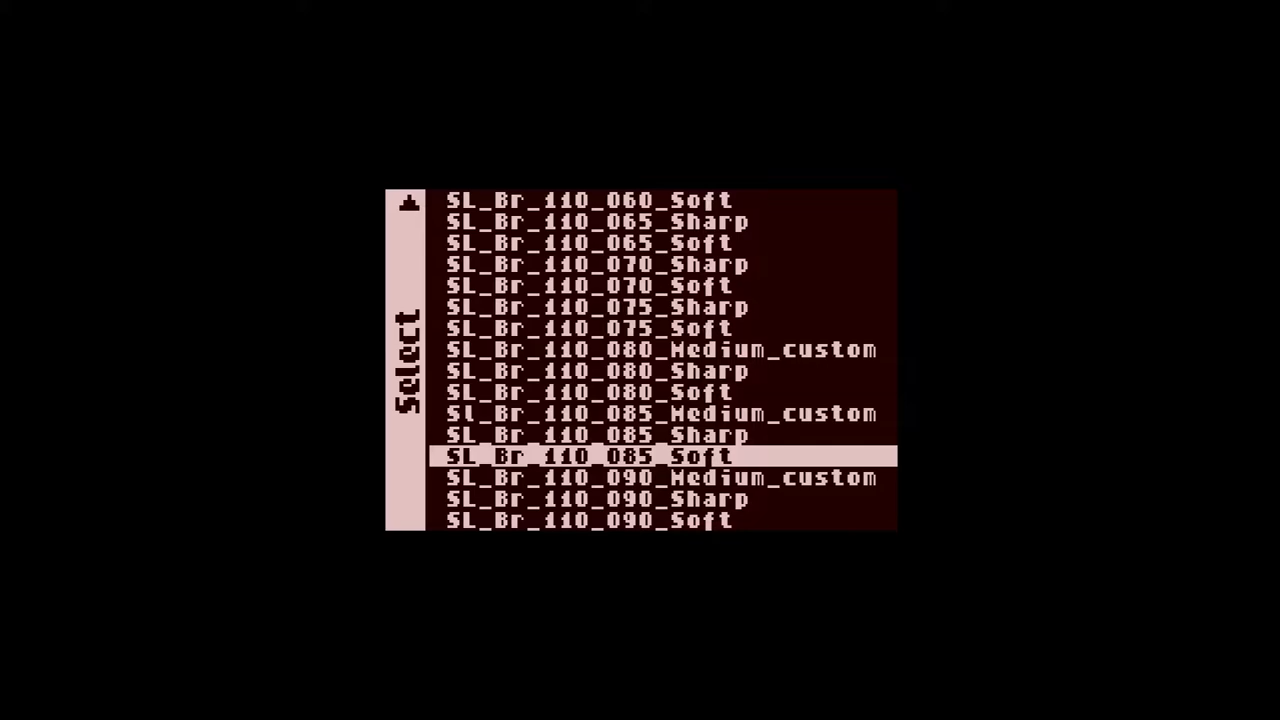 Select
SL_Br_110_060_Soft
SL_Br_110_065_Sharp
SL_Br_110_065_Soft
SL_Br_110_070_Sharp
SL_Br_110_070_Soft
SL_Br_110_075_Sharp
SL_Br_110_075_Soft
SL_Br_110_080_Medium_custom
SL_Br_110_080_Sharp
SL_Br_110_080_Soft
Sl_Br_110_085_Medium_custom
SL_Br_110_085_Sharp
SL_Br_110_085_Soft
SL_Br_110_090_Medium_custom
SL_Br_110_090_Sharp
SL_Br_110_090_Soft